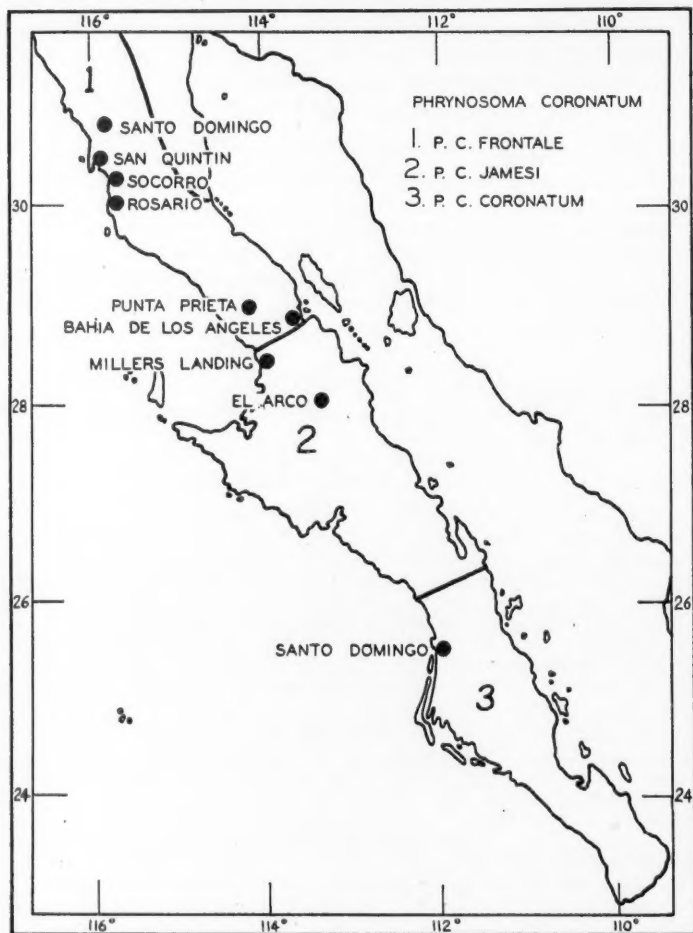 116° 114° 112° 110°
1
PHRYNOSOMA CORONATUM
1. P. C. FRONTALE
2. P. C. JAMESI
3. P. C. CORONATUM
SANTO DOMINGO
SAN QUINTIN
SOCORRO
ROSARIO
30 30
PUNTA PRIETA
BAHIA DE LOS ANGELES
MILLERS LANDING
EL ARCO
28 28
2
26 26
SANTO DOMINGO
3
24 24
116° 114° 112° 110°